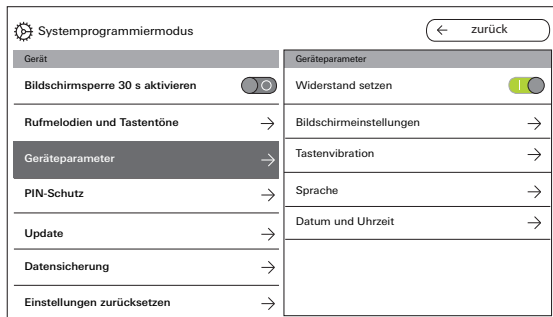 Systemprogrammiermodus
← zurück
Gerät
Bildschirmsperre 30 s aktivieren
Rufmelodien und Tastentöne
Geräteparameter
PIN-Schutz
Update
Datensicherung
Einstellungen zurücksetzen
Geräteparameter
Widerstand setzen
Bildschirmeinstellungen
Tastenvibration
Sprache
Datum und Uhrzeit